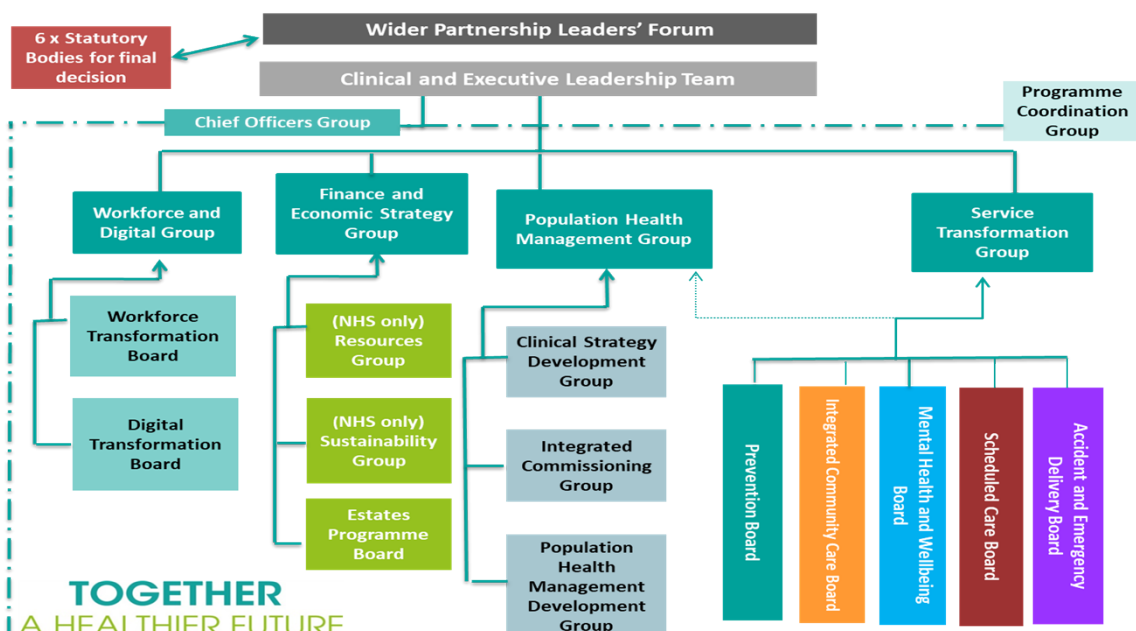 Wider Partnership Leaders' Forum
6 x Statutory
Bodies for final
decision
Clinical and Executive Leadership Team
Programme
Coordination
Group
Chief Officers Group
Workforce and
Digital Group
Finance and
Economic Strategy
Group
Population Health
Management Group
Service
Transformation
Group
Workforce
Transformation
Board
Digital
Transformation
Board
(NHS only)
Resources
Group
(NHS only)
Sustainability
Group
Estates
Programme
Board
Clinical Strategy
Development
Group
Integrated
Commissioning
Group
Population
Health
Management
Development
Group
Prevention Board
Integrated Community Care Board
Mental Health and Wellbeing
Board
Scheduled Care Board
Accident and Emergency
Delivery Board
TOGETHER
A HEALTHIER FUTURE